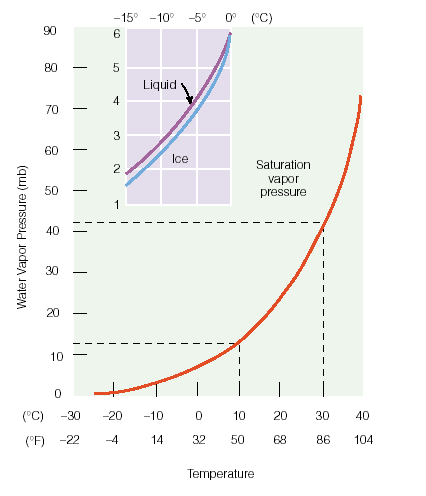 −15° −10° −5° 0° (°C)
6
5
4
3
2
1
Liquid
Ice
90
80
70
60
50
40
30
20
10
0
Water Vapor Pressure (mb)
Saturation
vapor
pressure
(°C) −30 −20 −10 0 10 20 30 40
(°F) −22 −4 14 32 50 68 86 104
Temperature